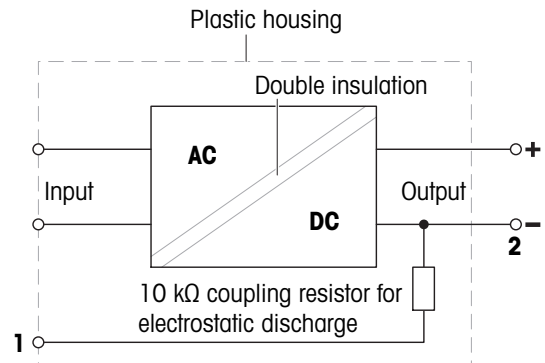 Plastic housing
Double insulation
AC
+
Input
Output
DC
−
2
10 kΩ coupling resistor for
electrostatic discharge
1